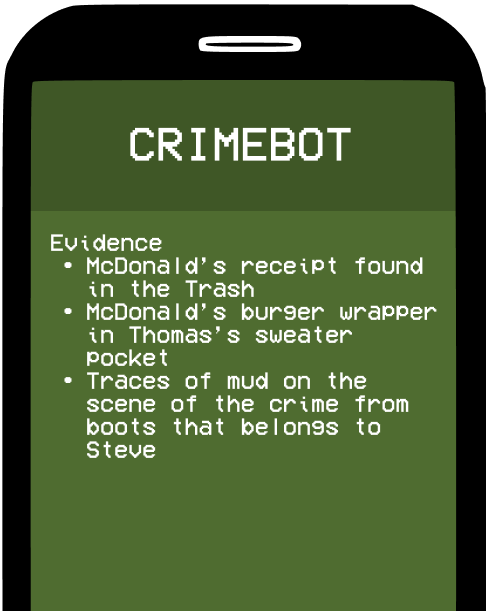 CRIMEBOT
Evidence
• McDonald's receipt found
in the Trash
• McDonald's burger wrapper
in Thomas's sweater
pocket
• Traces of mud on the
scene of the crime from
boots that belongs to
Steve